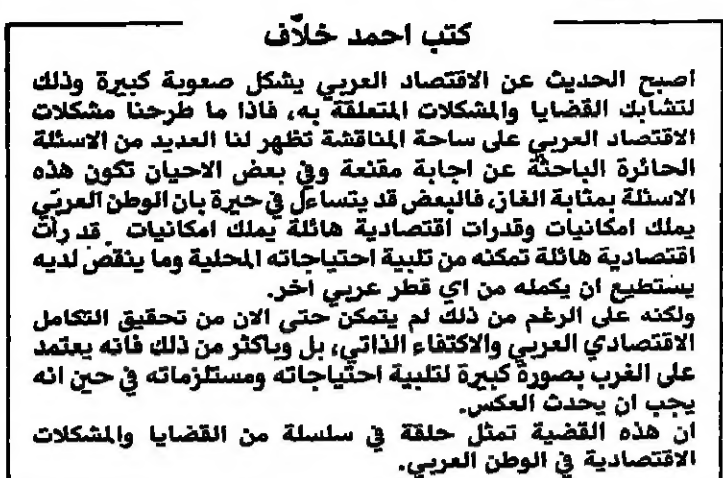 كتب احمد خلاّف
اصبح الحديث عن الاقتصاد العربي يشكل صعوبة كبيرة وذلك
لتشابك القضايا والمشكلات المتعلقة به، فاذا ما طرحنا مشكلات
الاقتصاد العربي على ساحة المناقشة تظهر لنا العديد من الاسئلة
الحائرة الباحثة عن اجابة مقنعة وفي بعض الاحيان تكون هذه
الاسئلة بمثابة الغاز، فالبعض قد يتساءل في حيرة بان الوطن العربي
يملك امكانيات وقدرات اقتصادية هائلة يملك امكانيات قدرات
اقتصادية هائلة تمكنه من تلبية احتياجاته المحلية وما ينقص لديه
يستطيع ان يكمله من اي قطر عربي اخر.
ولكنه على الرغم من ذلك لم يتمكن حتى الان من تحقيق التكامل
الاقتصادي العربي والاكتفاء الذاتي، بل وباكثر من ذلك فانه يعتمد
على الغرب بصورة كبيرة لتلبية احتياجاته ومستلزماته في حين انه
يجب ان يحدث العكس.
ان هذه القضية تمثل حلقة في سلسلة من القضايا والمشكلات
الاقتصادية في الوطن العربي.